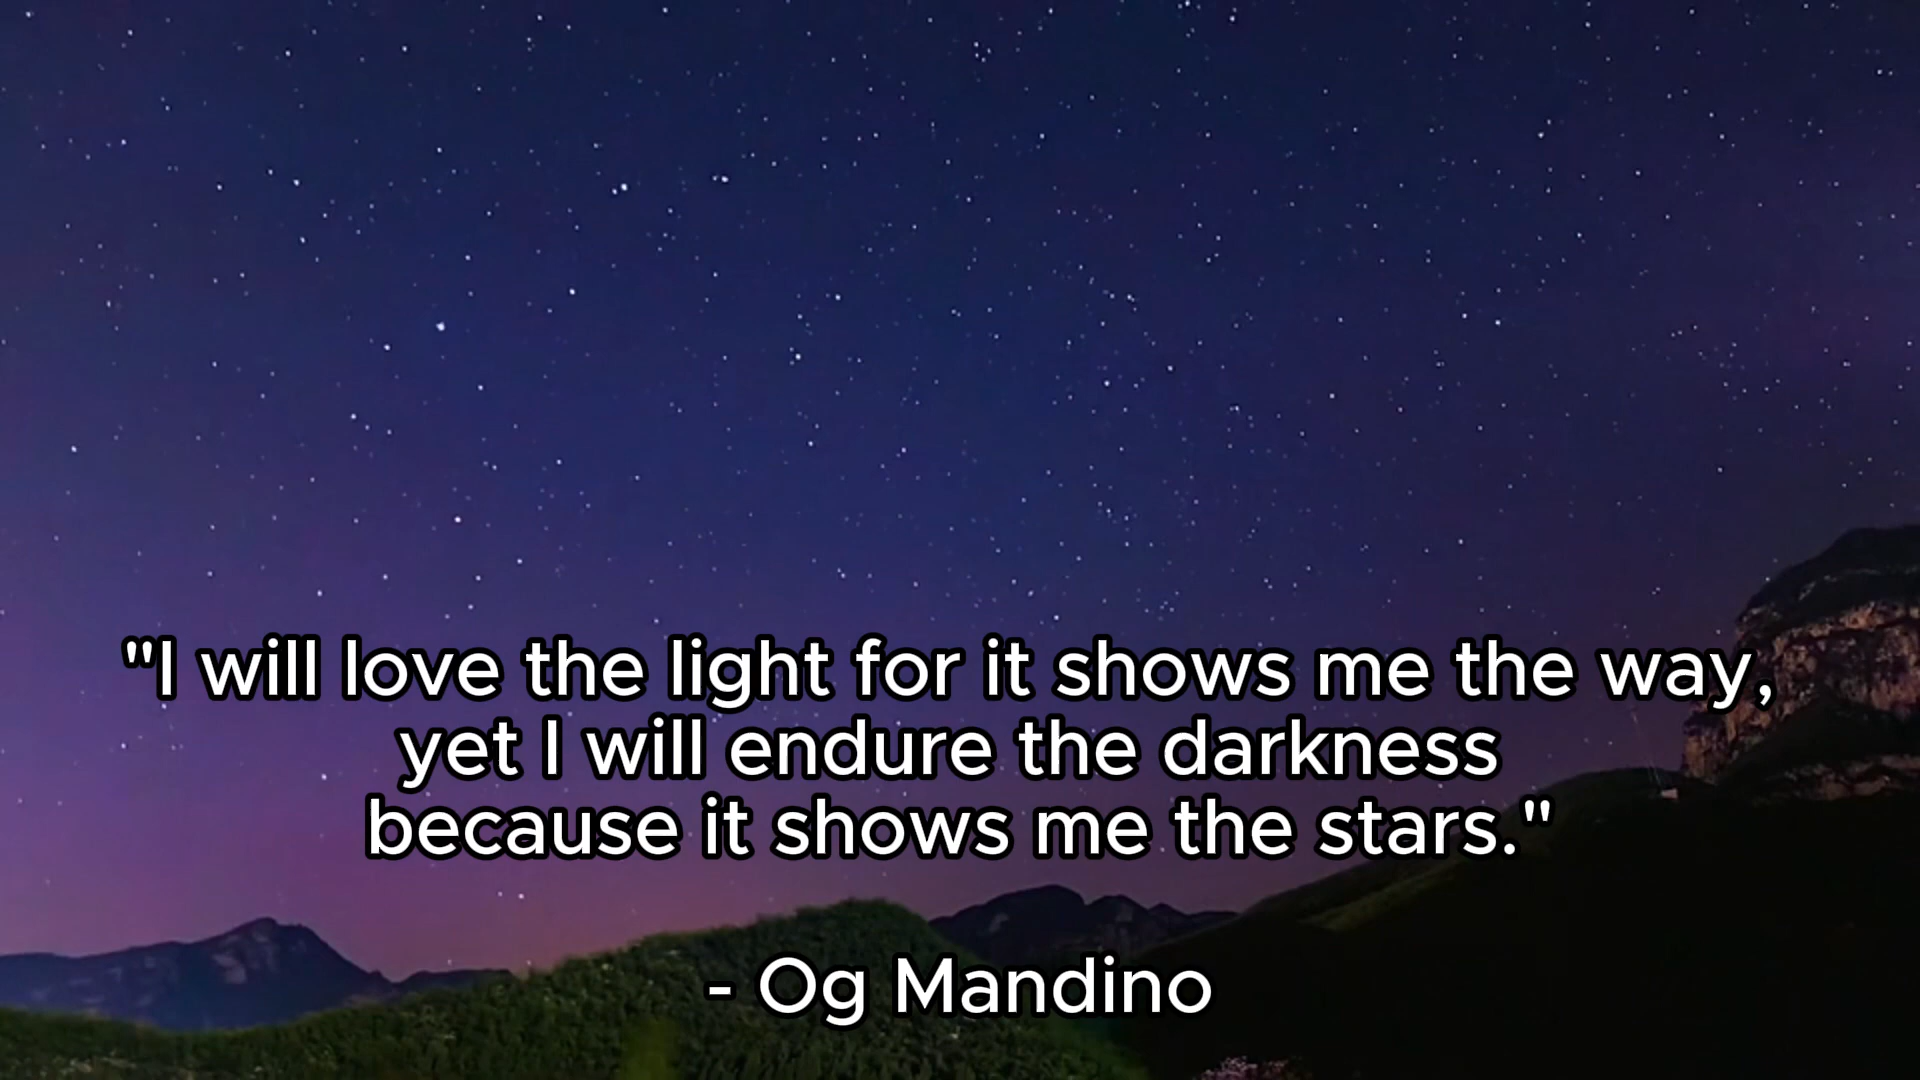 "I will love the light for it shows me the way,
yet I will endure the darkness
because it shows me the stars."
- Og Mandino